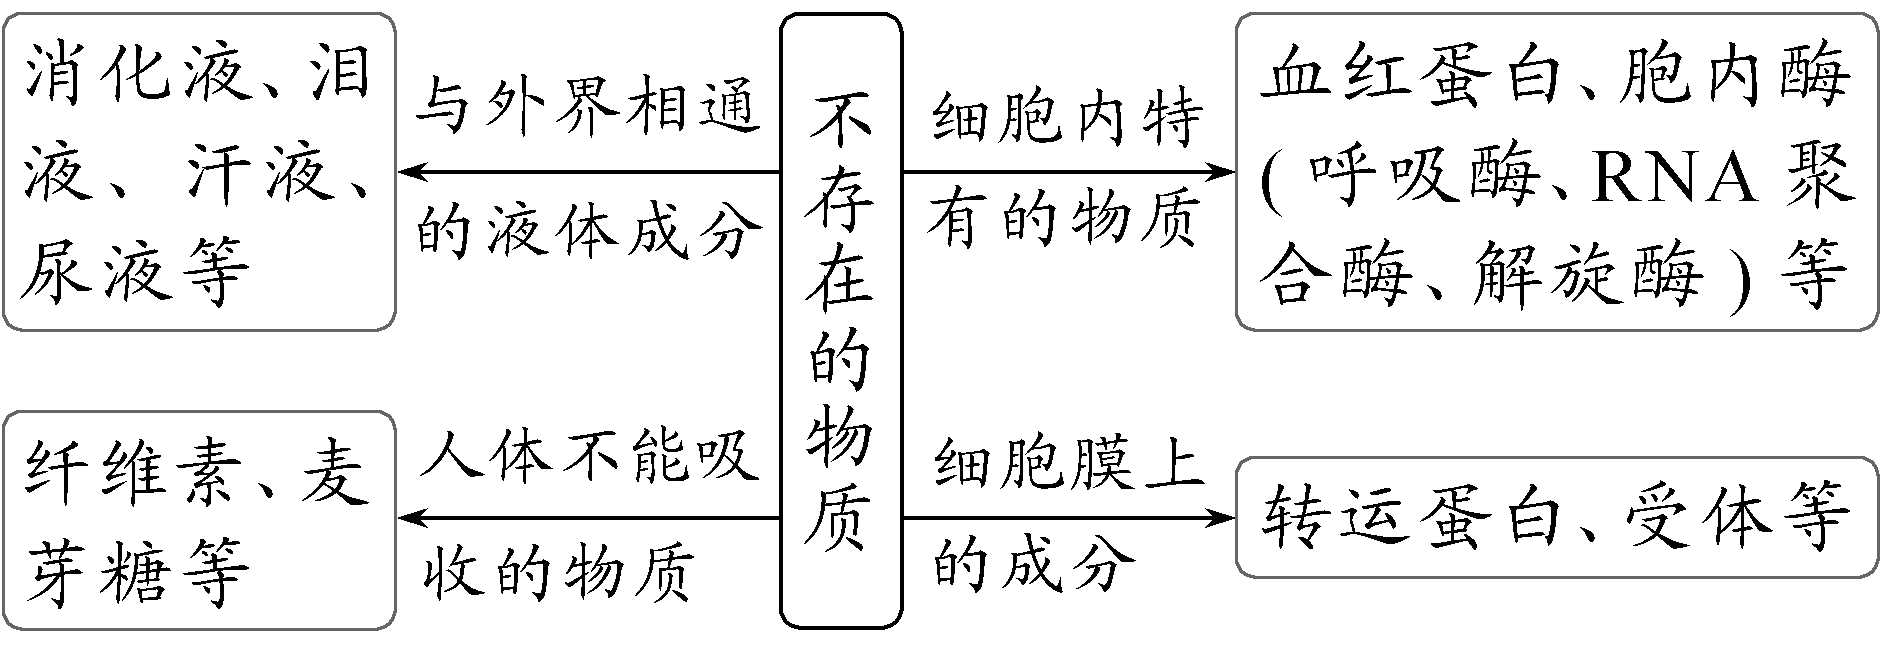 消化液、泪
液、汗液、
尿液等
与外界相通
的液体成分
不存在的物质
细胞内特
有的物质
血红蛋白、胞内酶
(呼吸酶、RNA聚
合酶、解旋酶)等
纤维素、麦
芽糖等
人体不能吸
收的物质
细胞膜上
的成分
转运蛋白、受体等